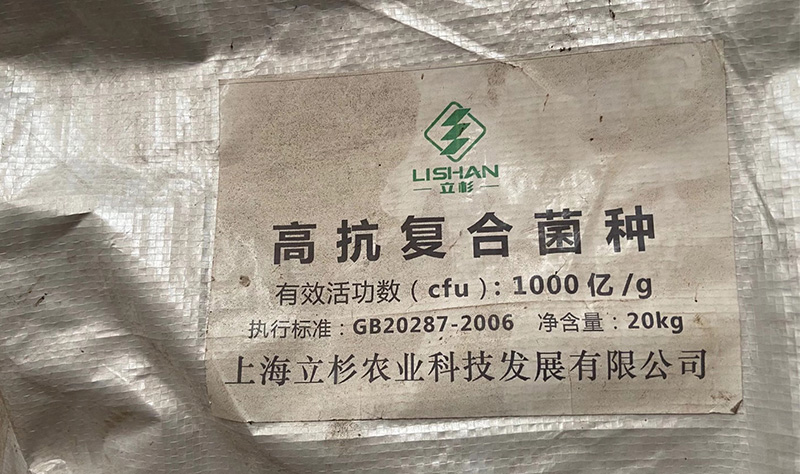 LISHAN
立杉
高抗复合菌种
有效活功数(cfu):1000亿/g
执行标准:GB20287-2006 净含量:20kg
上海立杉农业科技发展有限公司